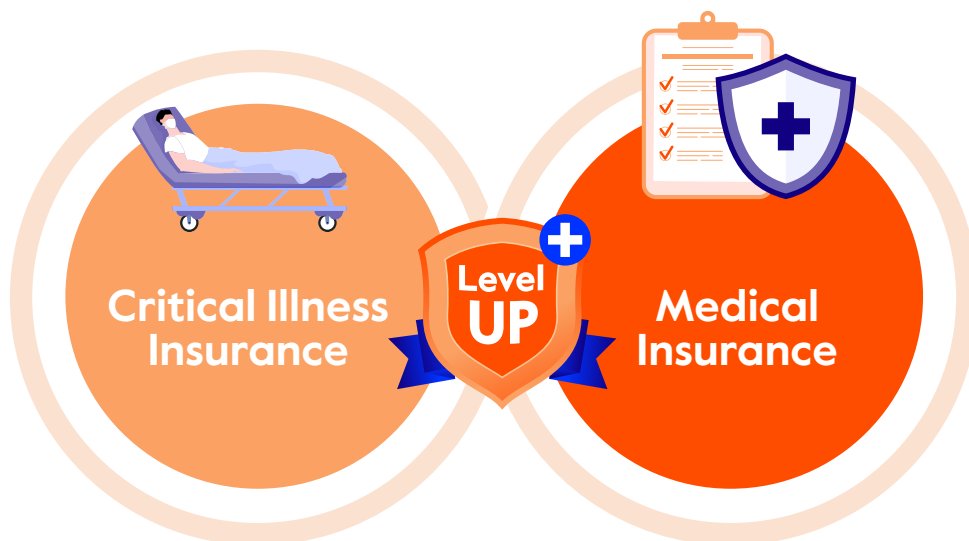 Critical Illness
Insurance
Level
UP
Medical
Insurance